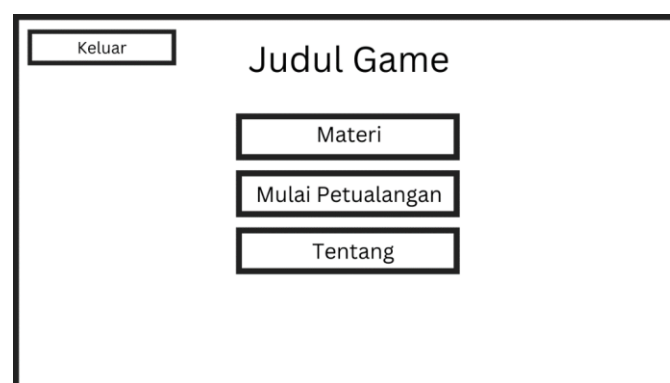 Keluar
Judul Game
Materi
Mulai Petualangan
Tentang